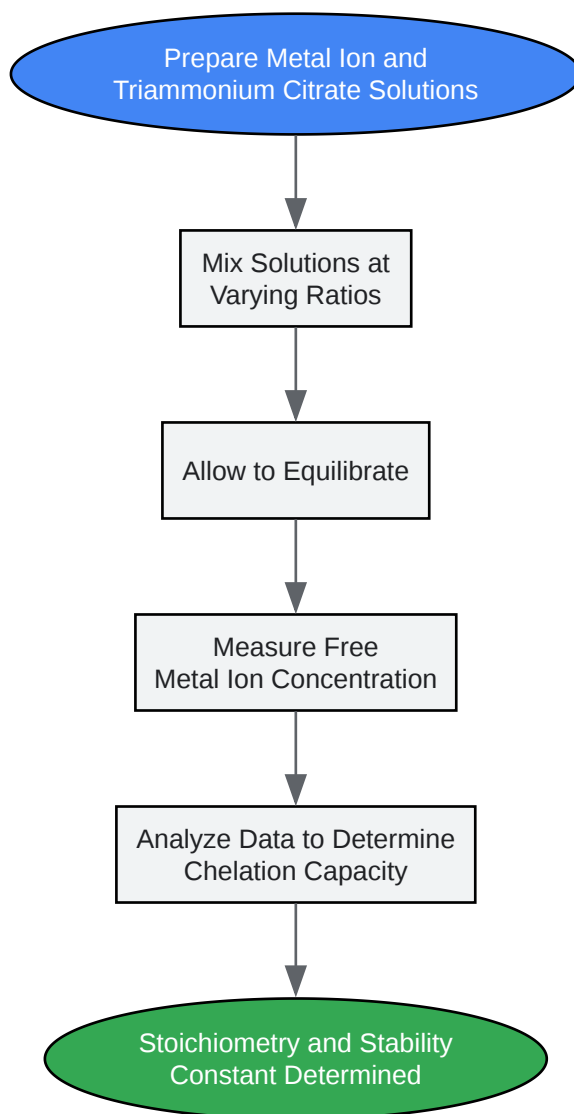 Prepare Metal Ion and
Triammonium Citrate Solutions
Mix Solutions at
Varying Ratios
Allow to Equilibrate
Measure Free
Metal Ion Concentration
Analyze Data to Determine
Chelation Capacity
Stoichiometry and Stability
Constant Determined